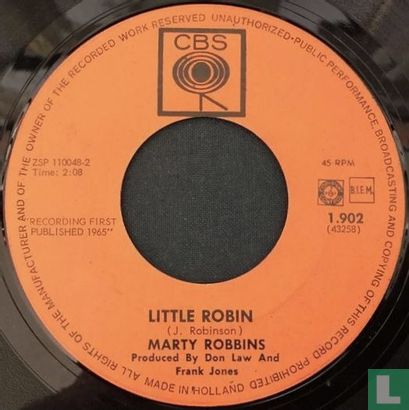 ALL RIGHTS OF THE MANUFACTURER AND OF THE OWNER OF THE RECORDED WORK RESERVED UNAUTHORIZED-PUBLIC PERFORMANCE, BROADCASTING AND COPYING OF THIS RECORD PROHIBITED
MADE IN HOLLAND
CBS
ZSP 110048-2
Time: 2:08
45-RPM
B.I.E.M.
"RECORDING FIRST
PUBLISHED 1965"
1.902
(43258)
LITTLE ROBIN
(J. Robinson)
MARTY ROBBINS
Produced By Don Law And
Frank Jones
L